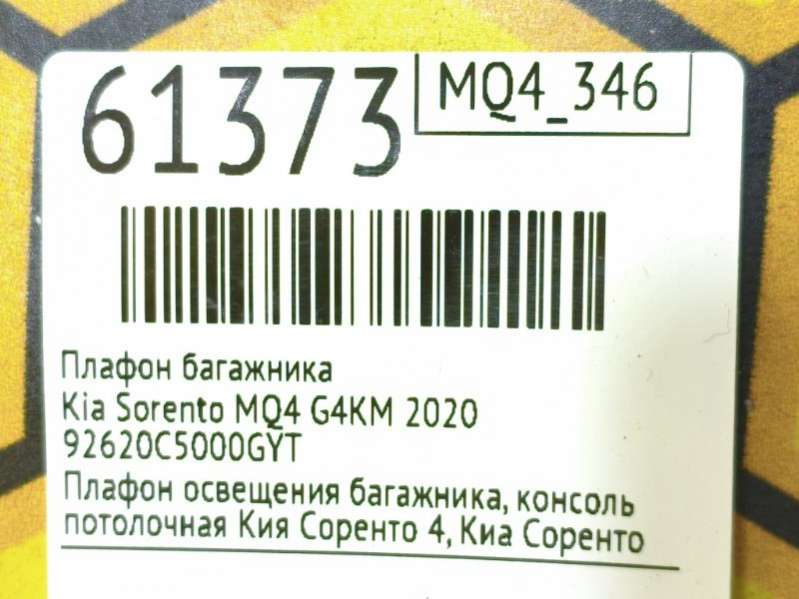 61373
MQ4_346
Плафон багажника
Kia Sorento MQ4 G4KM 2020
92620C5000GYT
Плафон освещения багажника, консоль
потолочная Кия Соренто 4, Киа Соренто